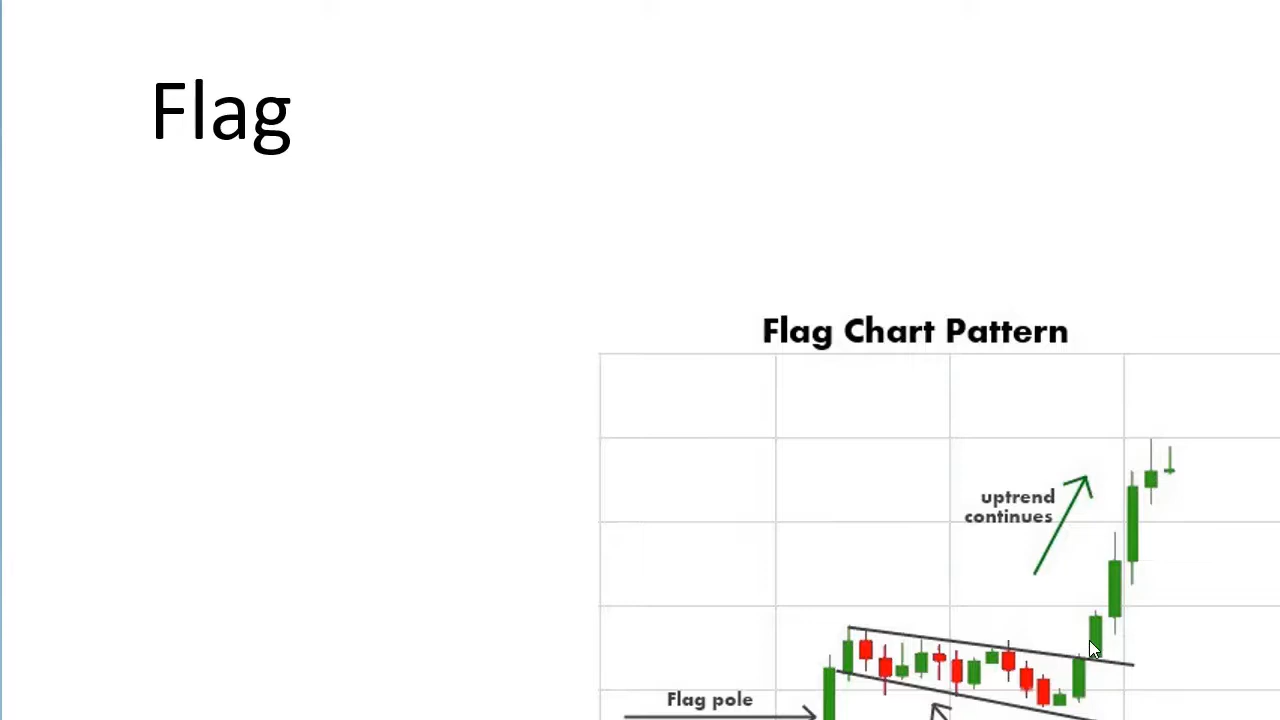 Flag
Flag Chart Pattern
uptrend
continues
Flag pole